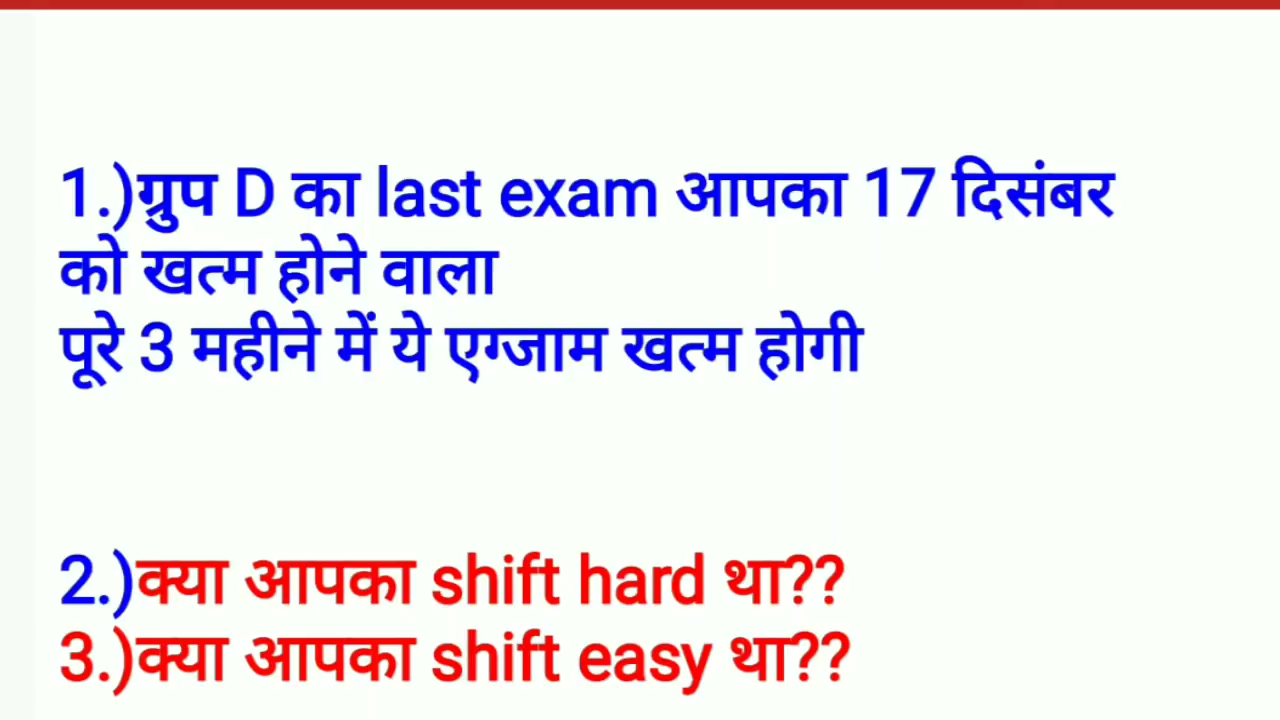 1.)ग्रुप D का last exam आपका 17 दिसंबर
को खत्म होने वाला
पूरे 3 महीने में ये एग्जाम खत्म होगी
2.)क्या आपका shift hard था??
3.)क्या आपका shift easy था??